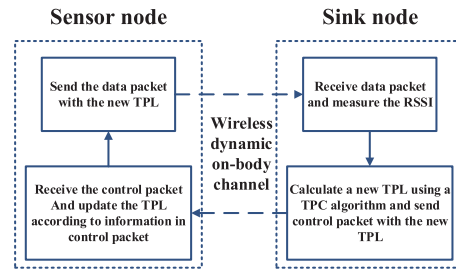 Sensor node
Sink node
Send the data packet
with the new TPL
Receive data packet
and measure the RSSI
Wireless
dynamic
on-body
channel
Receive the control packet
And update the TPL
according to information in
control packet
Calculate a new TPL using a
TPC algorithm and send
control packet with the new
TPL